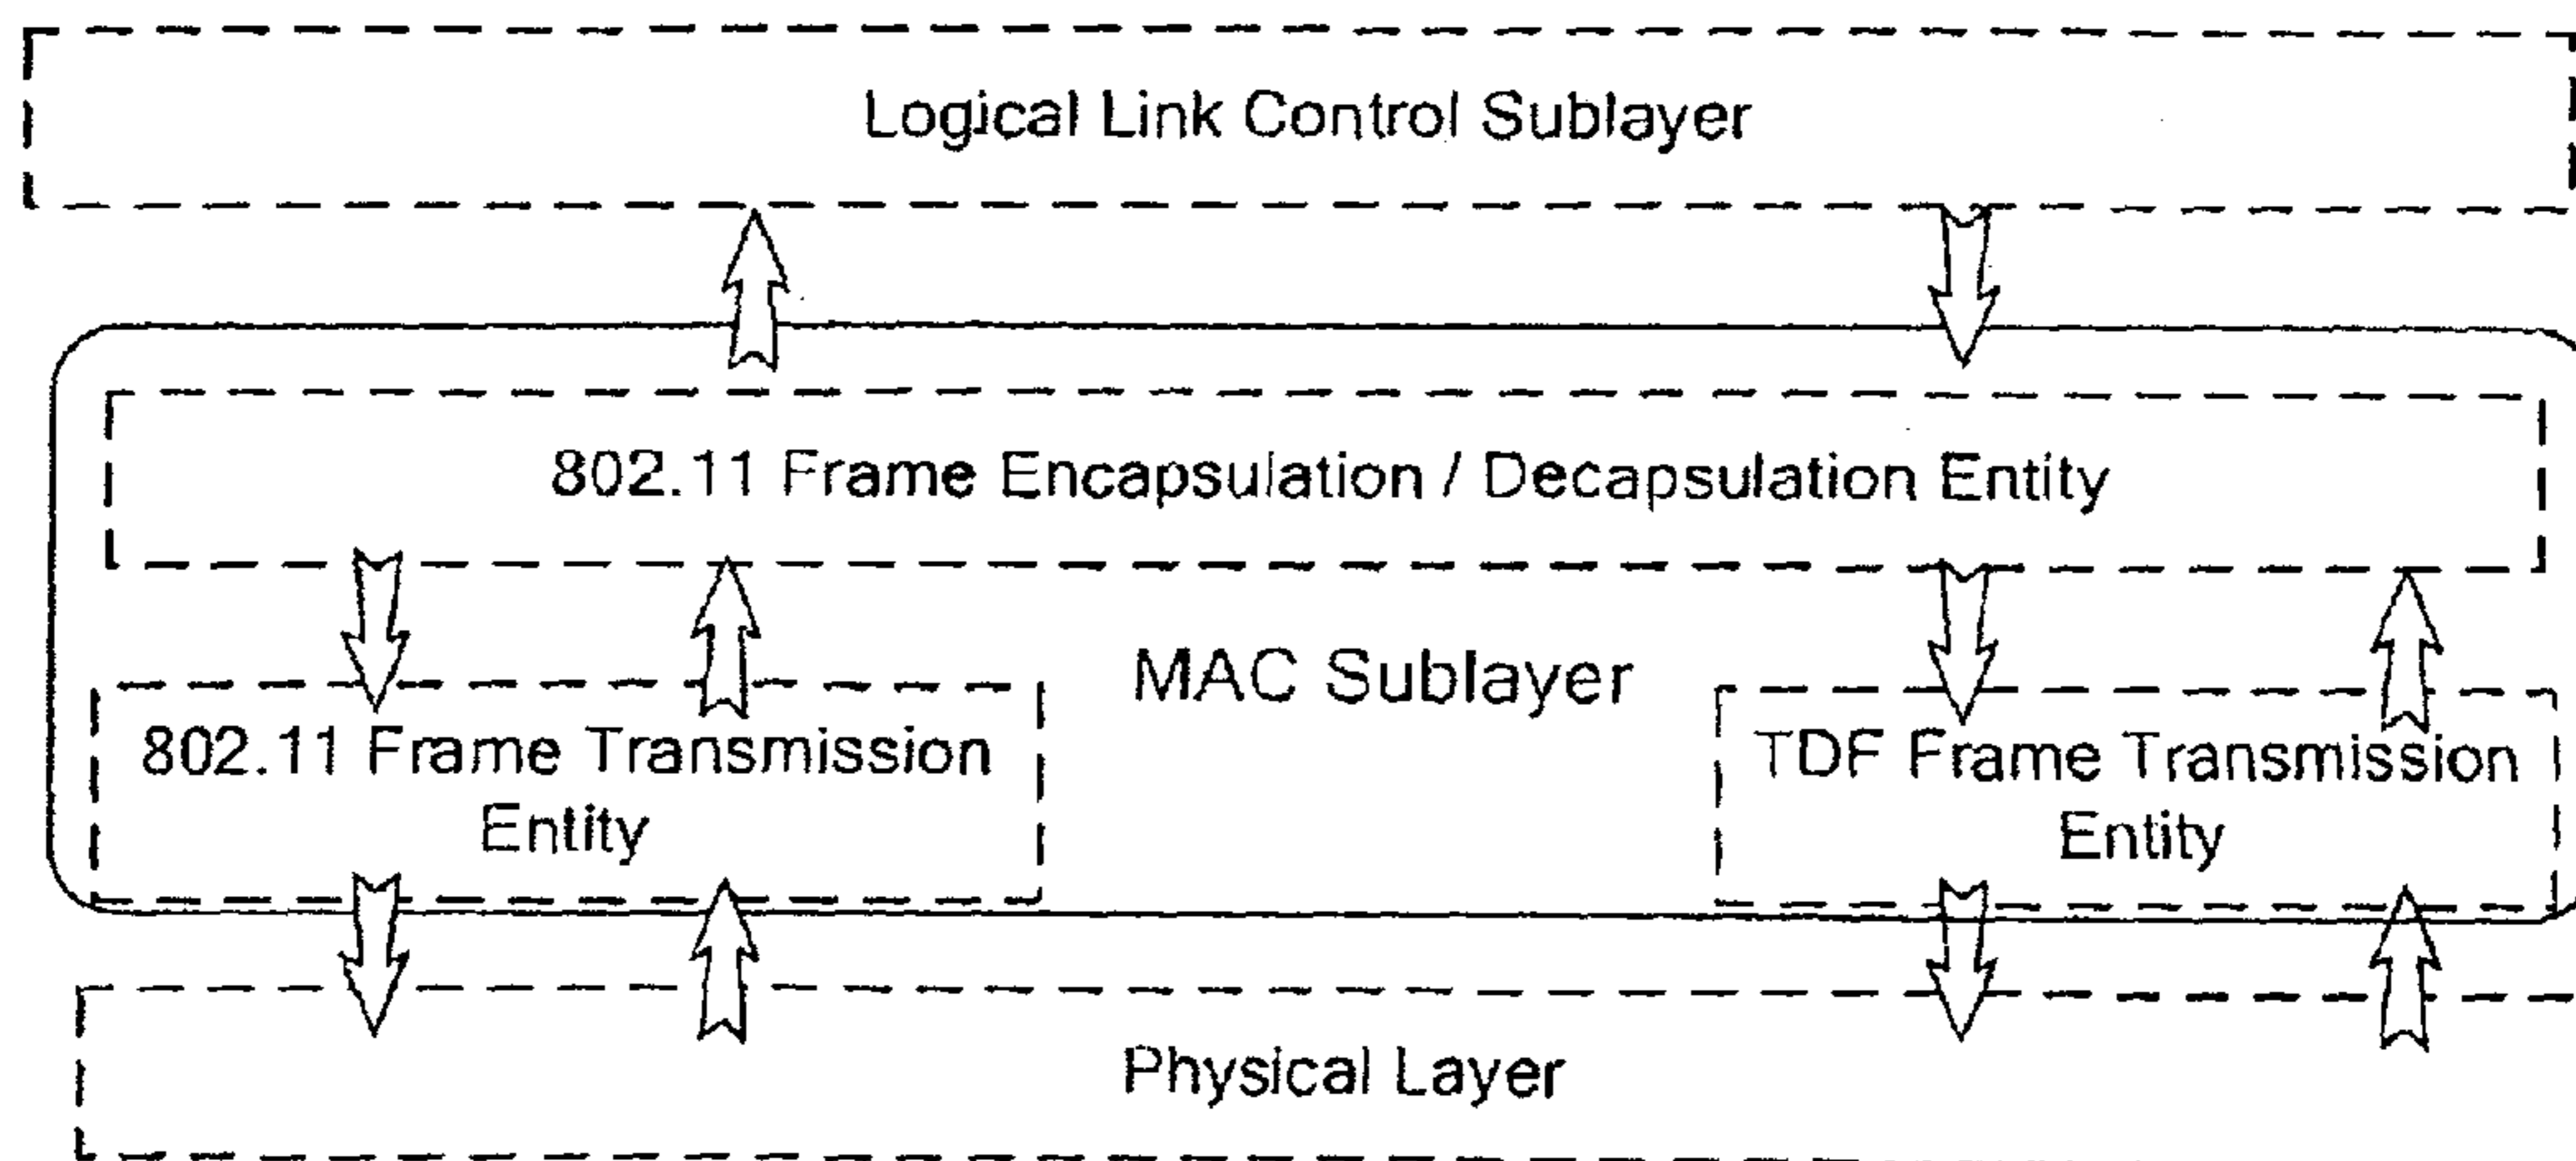 Logical Link Control Sublayer
802.11 Frame Encapsulation / Decapsulation Entity
MAC Sublayer
802.11 Frame Transmission
Entity
TDF Frame Transmission
Entity
Physical Layer